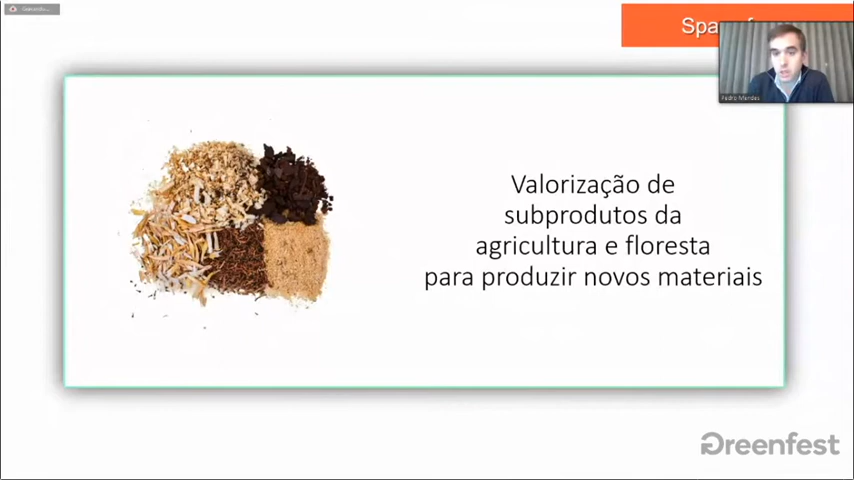 Valorização de
subprodutos da
agricultura e floresta
para produzir novos materiais
Pedro Mendes
Greenfest